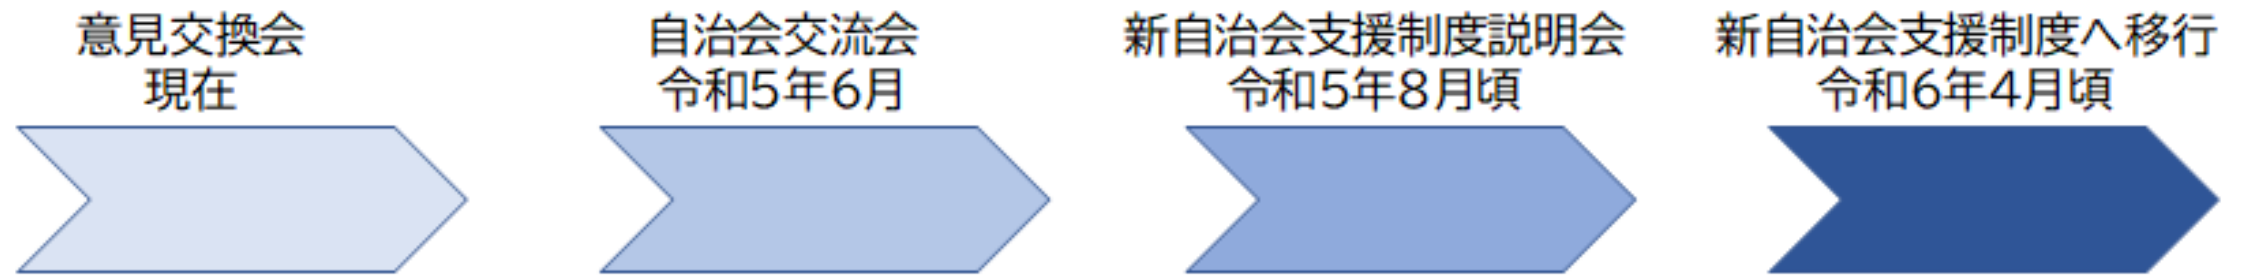 意見交換会
現在
自治会交流会
令和5年6月
新自治会支援制度説明会
令和5年8月頃
新自治会支援制度へ移行
令和6年4月頃